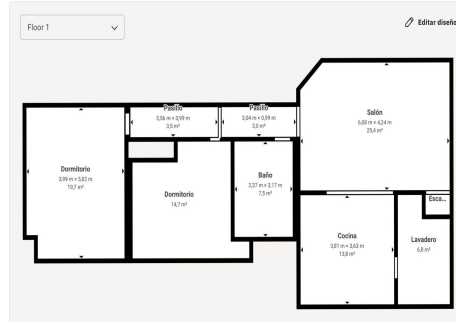 Floor 1
Editar diseño
Pasillo
3,56 m × 0,99 m
3,5 m²
Pasillo
3,04 m × 0,99 m
3,0 m²
Salón
6,08 m × 4,24 m
25,4 m²
Dormitorio
3,99 m × 5,02 m
19,7 m²
Dormitorio
14,7 m²
Baño
2,37 m × 3,17 m
7,5 m²
Esca...
Cocina
3,81 m × 3,63 m
13,8 m²
Lavadero
6,8 m²